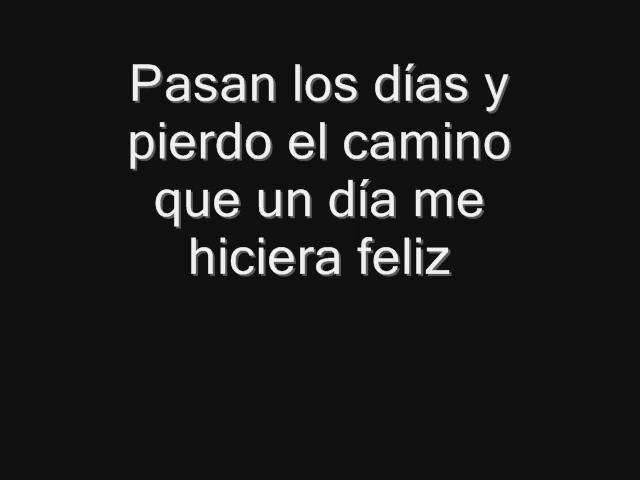 Pasan los días y
pierdo el camino
que un día me
hiciera feliz